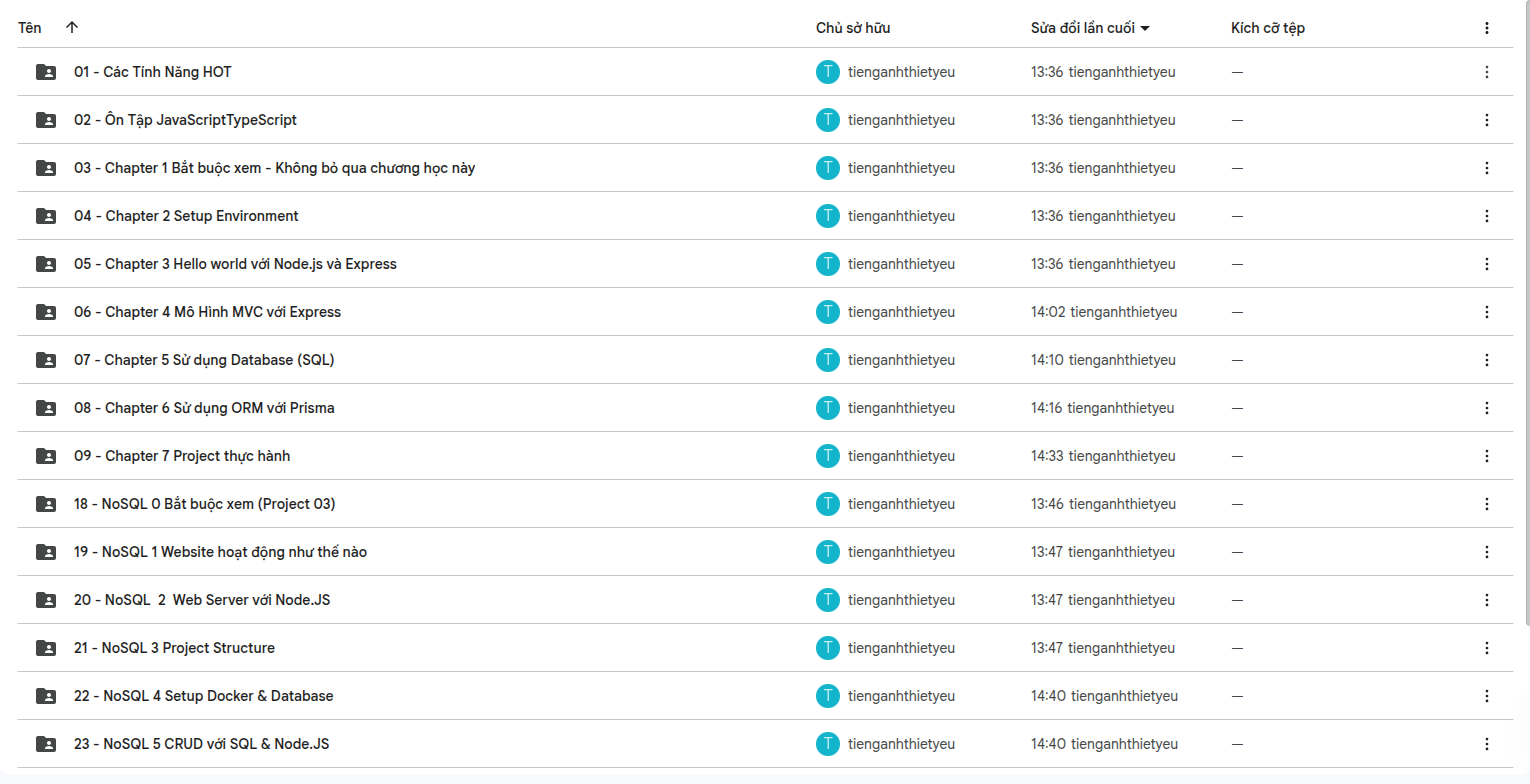 Tên Chủ sở hữu Sửa đổi lần cuối Kích cỡ tệp
01 - Các Tính Năng HOT T tienganhthietyeu 13:36 tienganhthietyeu —
02 - Ôn Tập JavaScriptTypeScript T tienganhthietyeu 13:36 tienganhthietyeu —
03 - Chapter 1 Bắt buộc xem - Không bỏ qua chương học này T tienganhthietyeu 13:36 tienganhthietyeu —
04 - Chapter 2 Setup Environment T tienganhthietyeu 13:36 tienganhthietyeu —
05 - Chapter 3 Hello world với Node.js và Express T tienganhthietyeu 13:36 tienganhthietyeu —
06 - Chapter 4 Mô Hình MVC với Express T tienganhthietyeu 14:02 tienganhthietyeu —
07 - Chapter 5 Sử dụng Database (SQL) T tienganhthietyeu 14:10 tienganhthietyeu —
08 - Chapter 6 Sử dụng ORM với Prisma T tienganhthietyeu 14:16 tienganhthietyeu —
09 - Chapter 7 Project thực hành T tienganhthietyeu 14:33 tienganhthietyeu —
18 - NoSQL 0 Bắt buộc xem (Project 03) T tienganhthietyeu 13:46 tienganhthietyeu —
19 - NoSQL 1 Website hoạt động như thế nào T tienganhthietyeu 13:47 tienganhthietyeu —
20 - NoSQL  2  Web Server với Node.JS T tienganhthietyeu 13:47 tienganhthietyeu —
21 - NoSQL 3 Project Structure T tienganhthietyeu 13:47 tienganhthietyeu —
22 - NoSQL 4 Setup Docker & Database T tienganhthietyeu 14:40 tienganhthietyeu —
23 - NoSQL 5 CRUD với SQL & Node.JS T tienganhthietyeu 14:40 tienganhthietyeu —